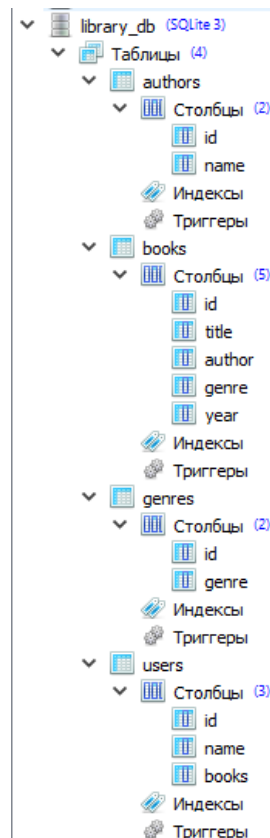 library_db (SQLite 3)
Таблицы (4)
authors
Столбцы (2)
id
name
Индексы
Триггеры
books
Столбцы (5)
id
title
author
genre
year
Индексы
Триггеры
genres
Столбцы (2)
id
genre
Индексы
Триггеры
users
Столбцы (3)
id
name
books
Индексы
Триггеры